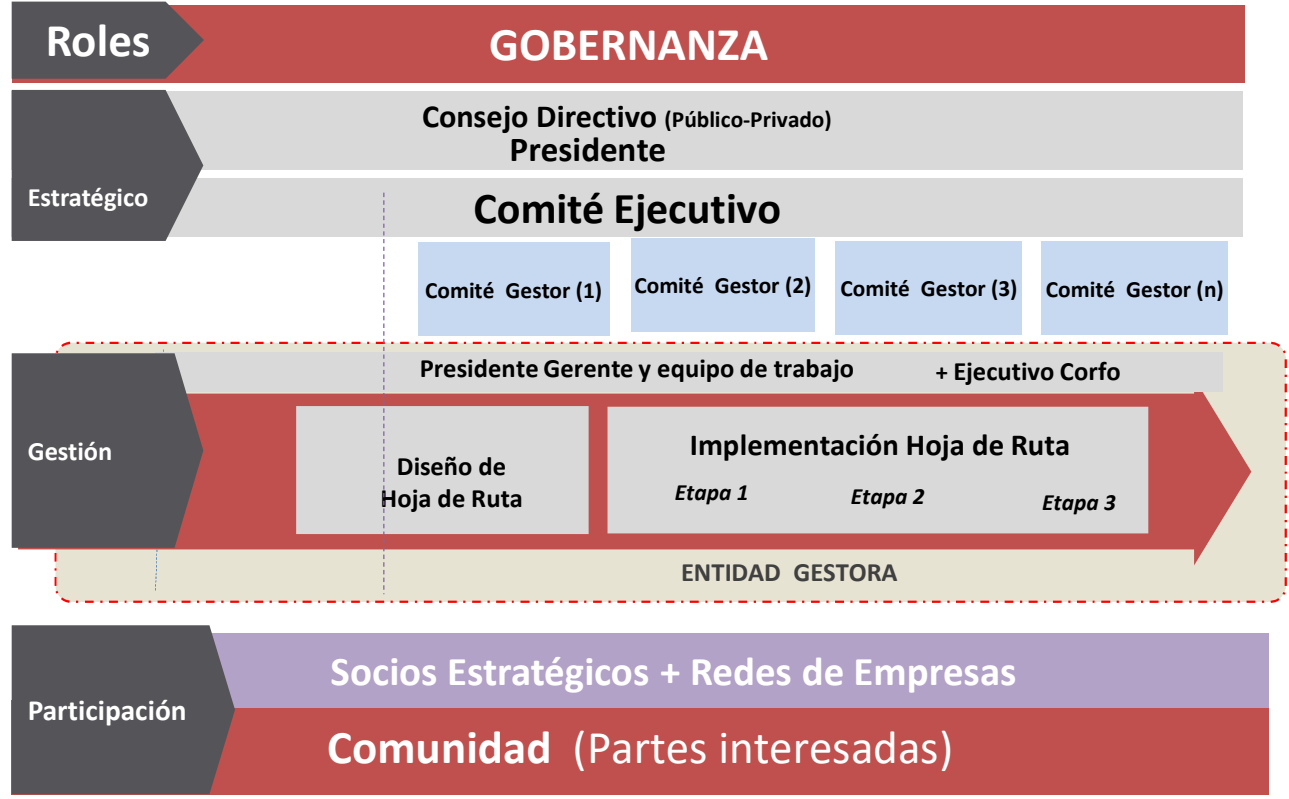 Roles
GOBERNANZA
Estratégico
Consejo Directivo (Público-Privado)
Presidente
Comité Ejecutivo
Comité Gestor (1)
Comité Gestor (2)
Comité Gestor (3)
Comité Gestor (n)
Gestión
Presidente Gerente y equipo de trabajo
+ Ejecutivo Corfo
Diseño de
Hoja de Ruta
Implementación Hoja de Ruta
Etapa 1
Etapa 2
Etapa 3
ENTIDAD GESTORA
Participación
Socios Estratégicos + Redes de Empresas
Comunidad (Partes interesadas)